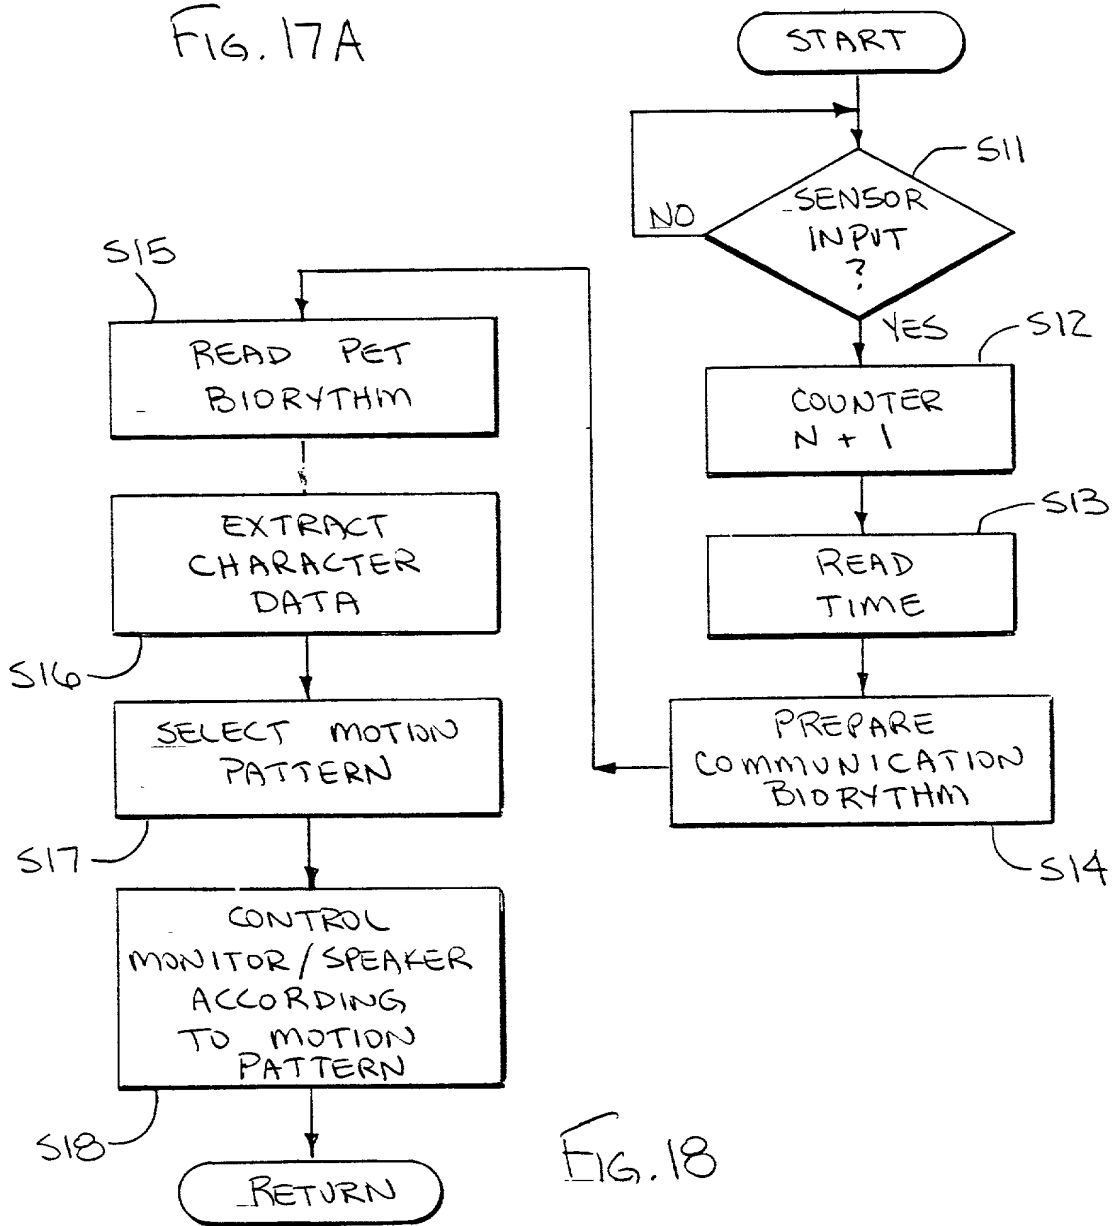 FIG. 17A
START
S11
SENSOR
INPUT
?
NO
YES
S12
COUNTER
N + 1
S13
READ
TIME
PREPARE
COMMUNICATION
BIORYTHM
S14
S15
READ PET
BIORYTHM
EXTRACT
CHARACTER
DATA
S16
SELECT MOTION
PATTERN
S17
CONTROL
MONITOR/SPEAKER
ACCORDING
TO MOTION
PATTERN
S18
RETURN
FIG. 18